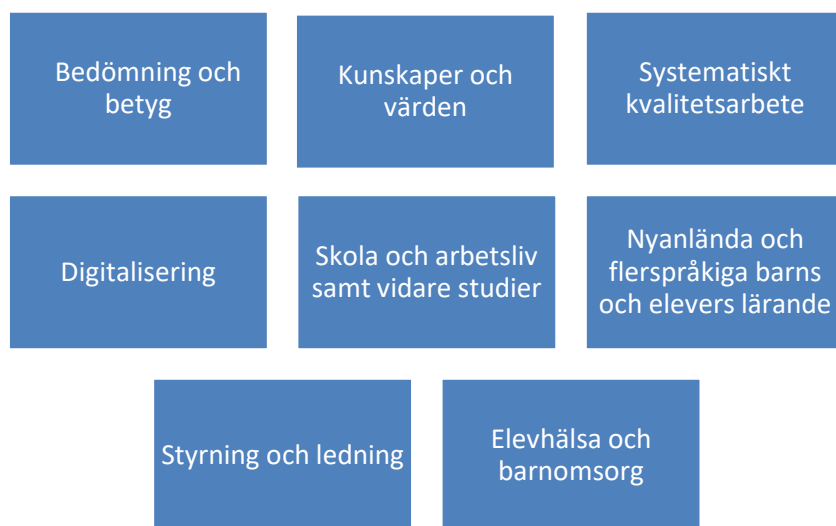 Bedömning och
betyg
Kunskaper och
värden
Systematiskt
kvalitetsarbete
Digitalisering
Skola och arbetsliv
samt vidare studier
Nyanlända och
flerspråkiga barns
och elevers lärande
Styrning och ledning
Elevhälsa och
barnomsorg